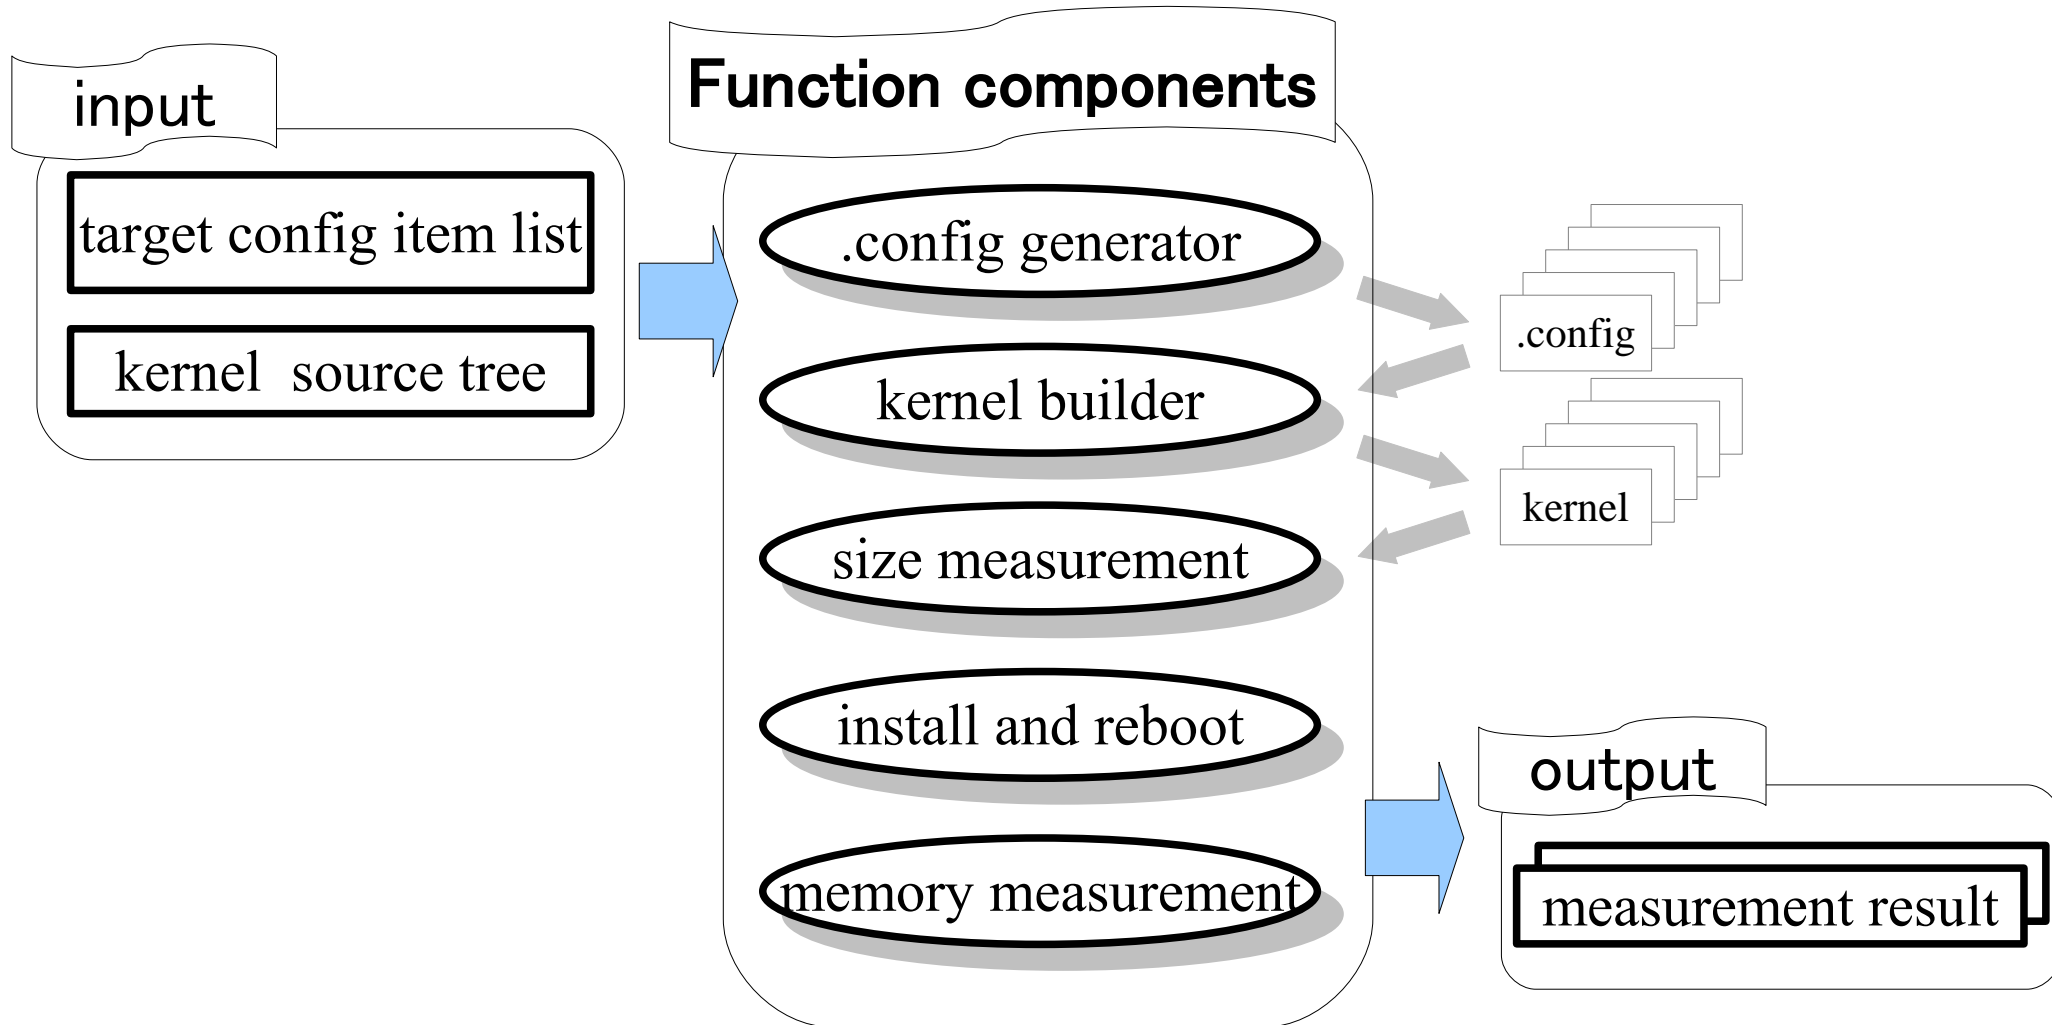 input
target config item list
kernel source tree
Function components
.config generator
kernel builder
size measurement
install and reboot
memory measurement
.config
kernel
output
measurement result